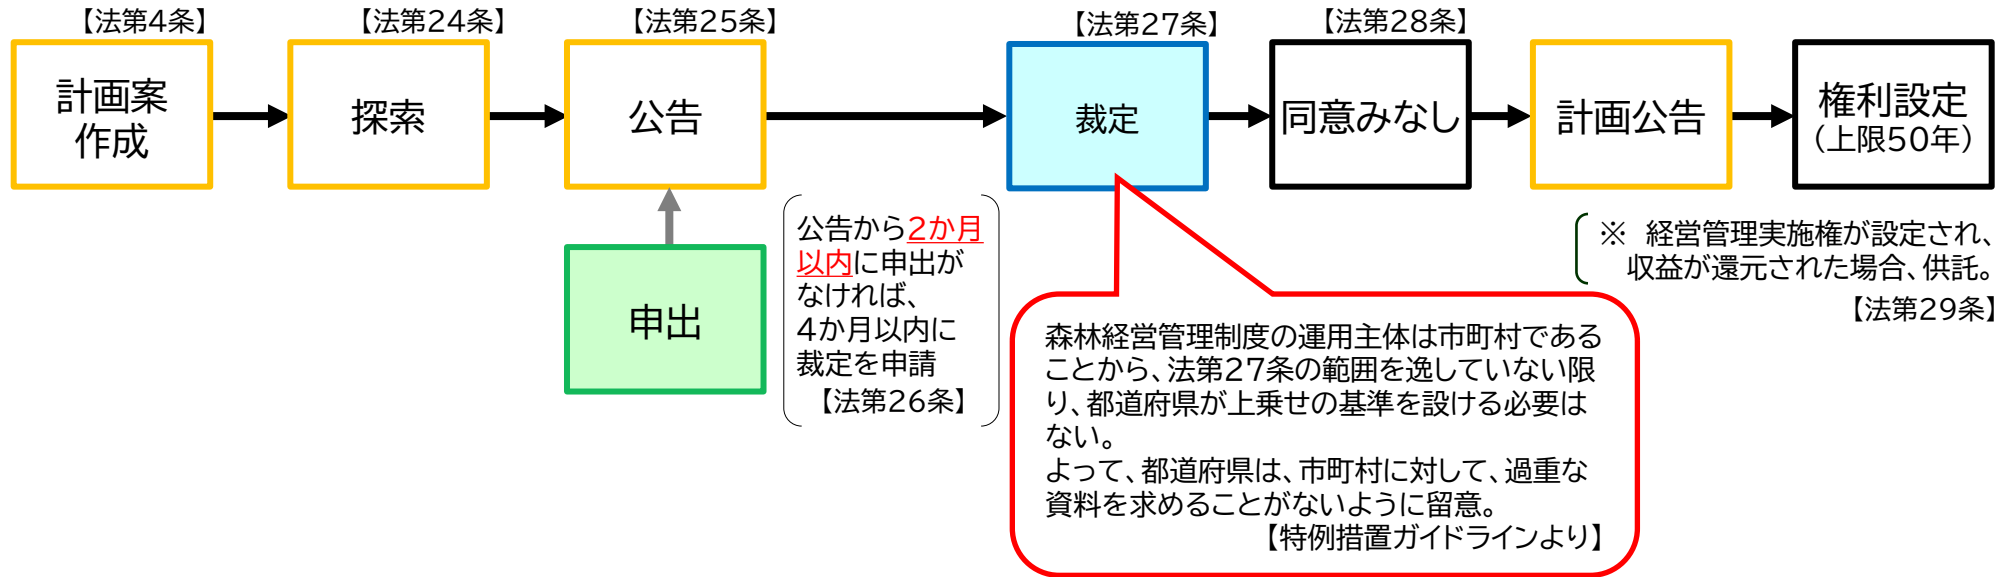 【法第4条】
計画案
作成
【法第24条】
探索
【法第25条】
公告
申出
公告から2か月
以内に申出が
なければ、
4か月以内に
裁定を申請
【法第26条】
【法第27条】
裁定
森林経営管理制度の運用主体は市町村である
ことから、法第27条の範囲を逸していない限
り、都道府県が上乗せの基準を設ける必要は
ない。
よって、都道府県は、市町村に対して、過重な
資料を求めることがないように留意。
【特例措置ガイドラインより】
【法第28条】
同意みなし
計画公告
権利設定
（上限50年）
※ 経営管理実施権が設定され、
収益が還元された場合、供託。
【法第29条】